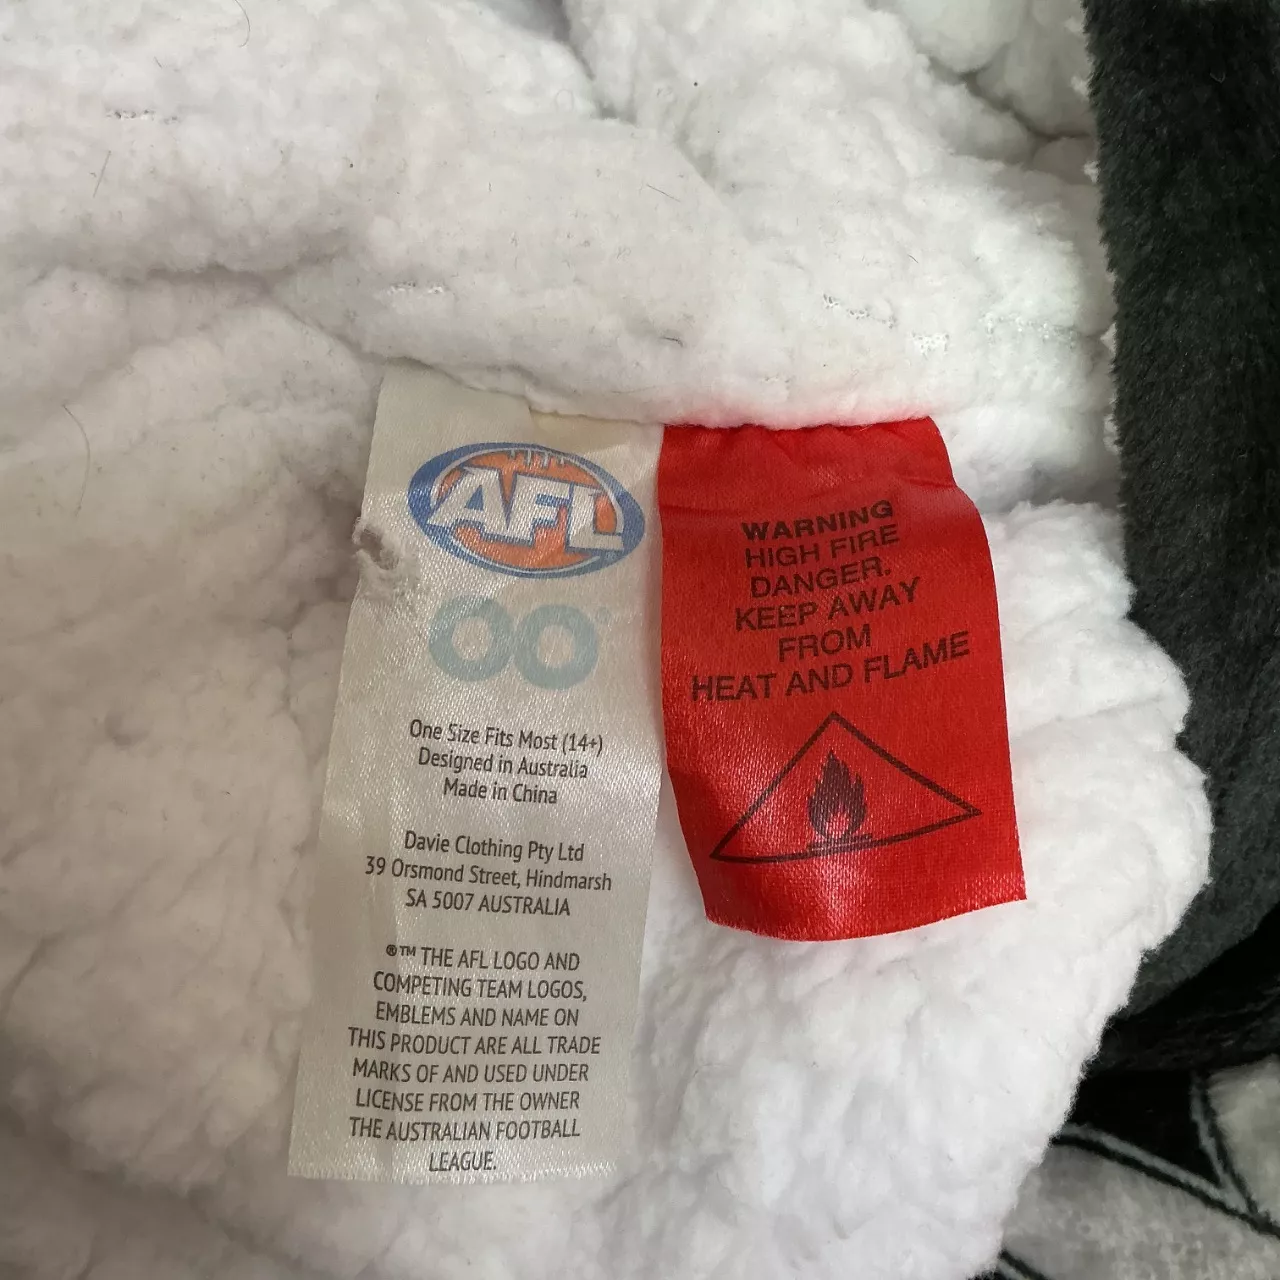 AFL
OO
One Size Fits Most (14+)
Designed in Australia
Made in China
Davie Clothing Pty Ltd
39 Orsmond Street, Hindmarsh
SA 5007 AUSTRALIA
®™ THE AFL LOGO AND
COMPETING TEAM LOGOS,
EMBLEMS AND NAME ON
THIS PRODUCT ARE ALL TRADE
MARKS OF AND USED UNDER
LICENSE FROM THE OWNER
THE AUSTRALIAN FOOTBALL
LEAGUE.
WARNING
HIGH FIRE
DANGER.
KEEP AWAY
FROM
HEAT AND FLAME